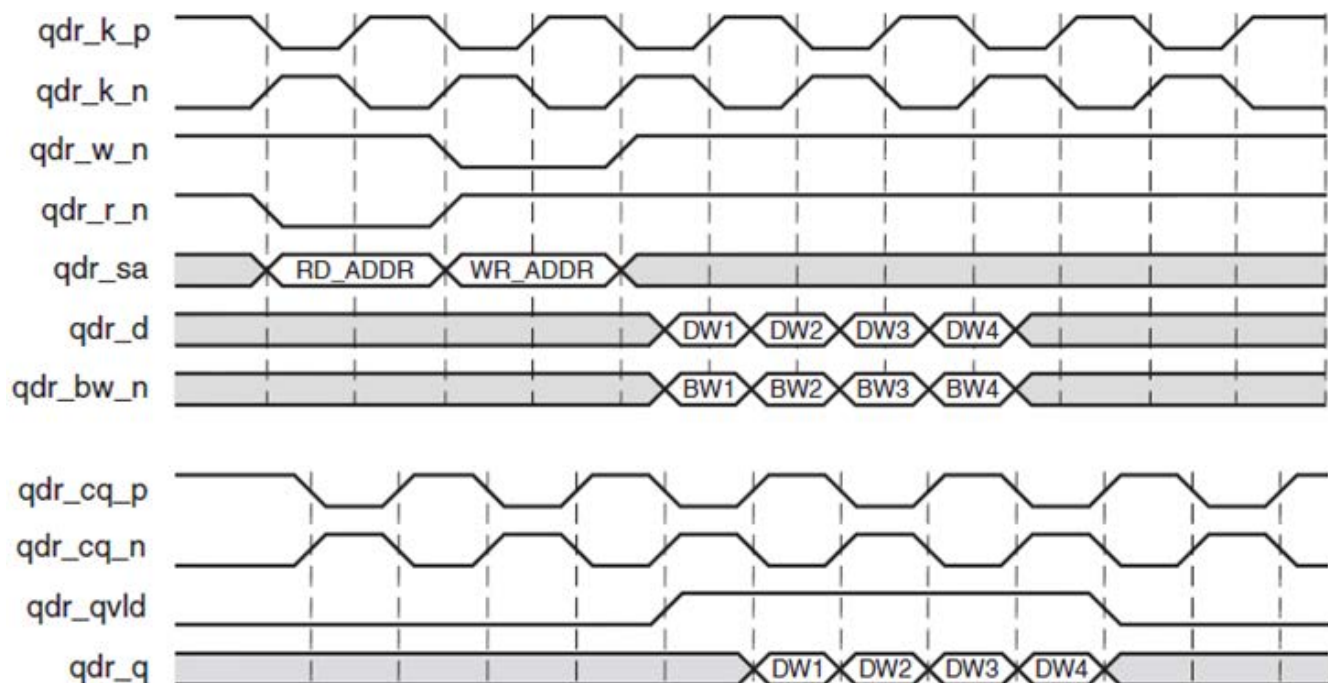 qdr_k_p
qdr_k_n
qdr_w_n
qdr_r_n
qdr_sa RD_ADDR WR_ADDR
qdr_d DW1 DW2 DW3 DW4
qdr_bw_n BW1 BW2 BW3 BW4
qdr_cq_p
qdr_cq_n
qdr_qvld
qdr_q DW1 DW2 DW3 DW4